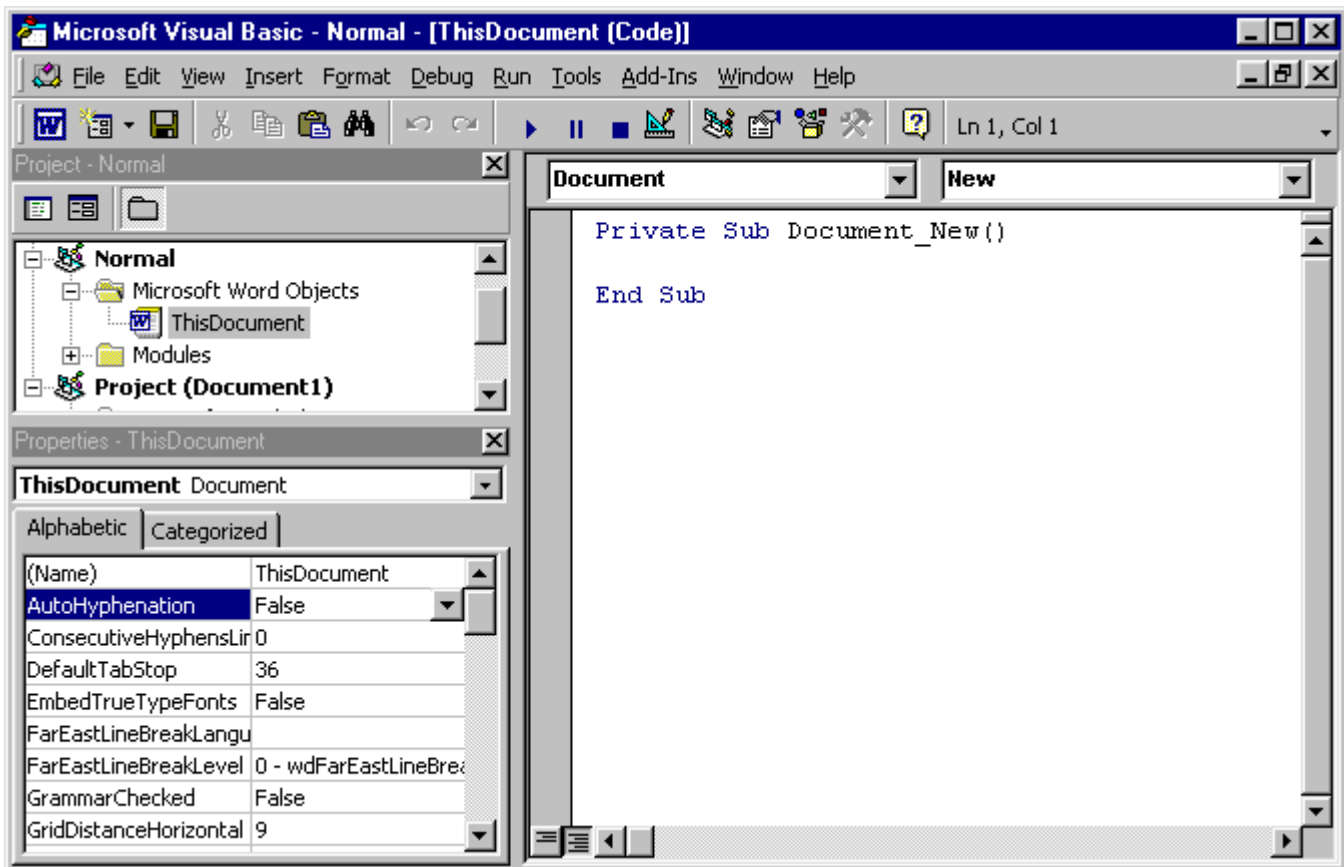 Microsoft Visual Basic - Normal - [ThisDocument (Code)]
File Edit View Insert Format Debug Run Tools Add-Ins Window Help
Ln 1, Col 1
Project - Normal
Normal
Microsoft Word Objects
ThisDocument
Modules
Project (Document1)
Properties - ThisDocument
ThisDocument Document
Alphabetic Categorized
(Name) ThisDocument
AutoHyphenation False
ConsecutiveHyphensLir 0
DefaultTabStop 36
EmbedTrueTypeFonts False
FarEastLineBreakLangu
FarEastLineBreakLevel 0 - wdFarEastLineBrea
GrammarChecked False
GridDistanceHorizontal 9
Document New
Private Sub Document_New()
End Sub